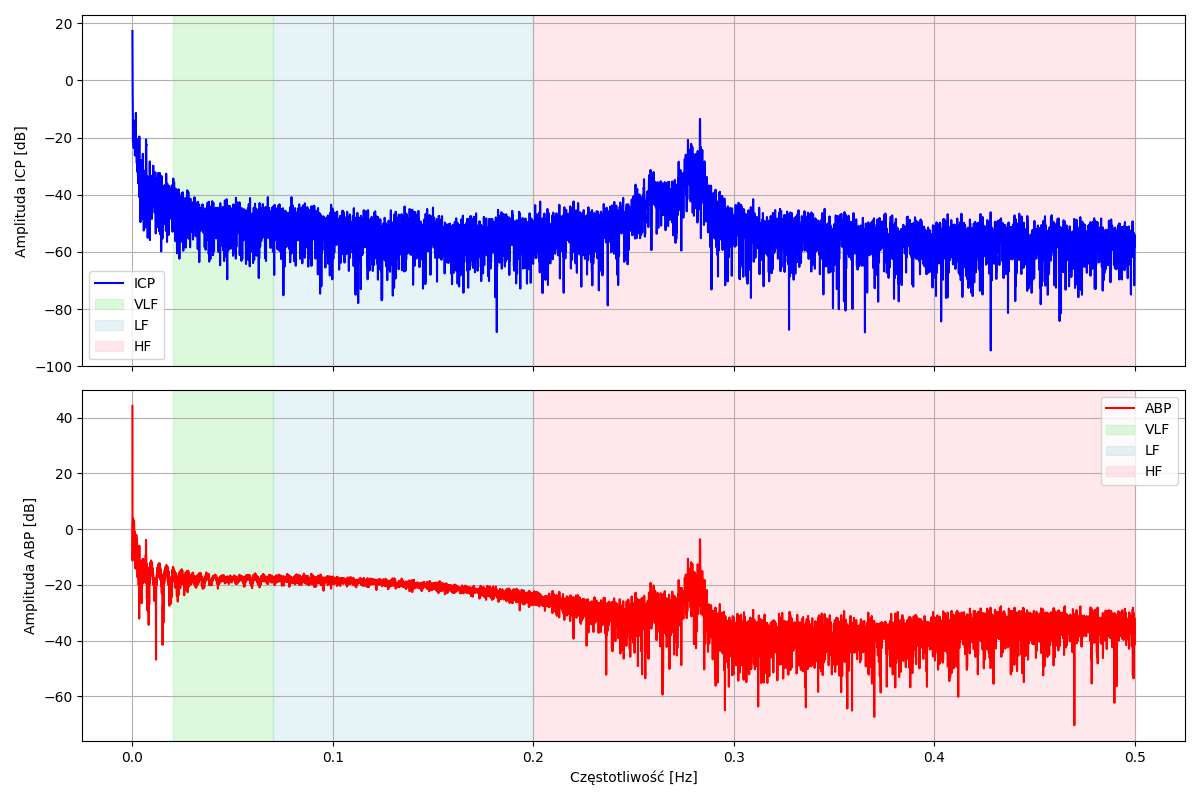 20
0
−20
−40
−60
−80
−100
Amplituda ICP [dB]
ICP
VLF
LF
HF
40
20
0
−20
−40
−60
Amplituda ABP [dB]
ABP
VLF
LF
HF
0.0 0.1 0.2 0.3 0.4 0.5
Częstotliwość [Hz]